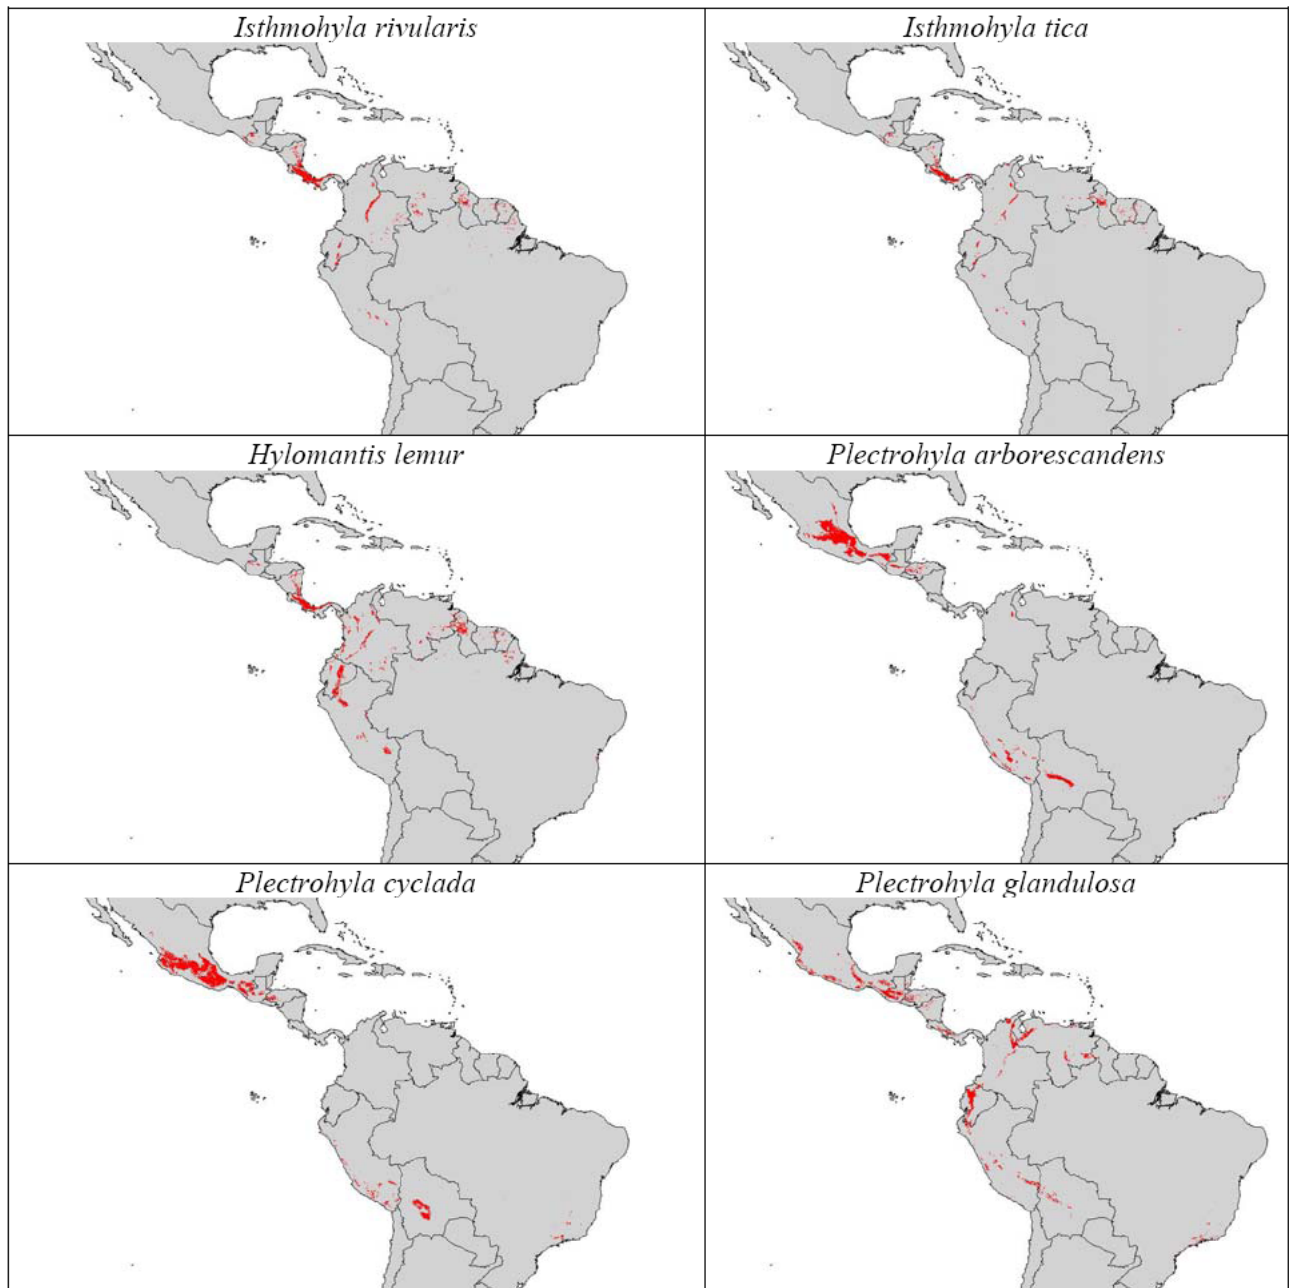 Isthmohyla rivularis
Isthmohyla tica
Hylomantis lemur
Plectrohyla arborescandens
Plectrohyla cyclada
Plectrohyla glandulosa